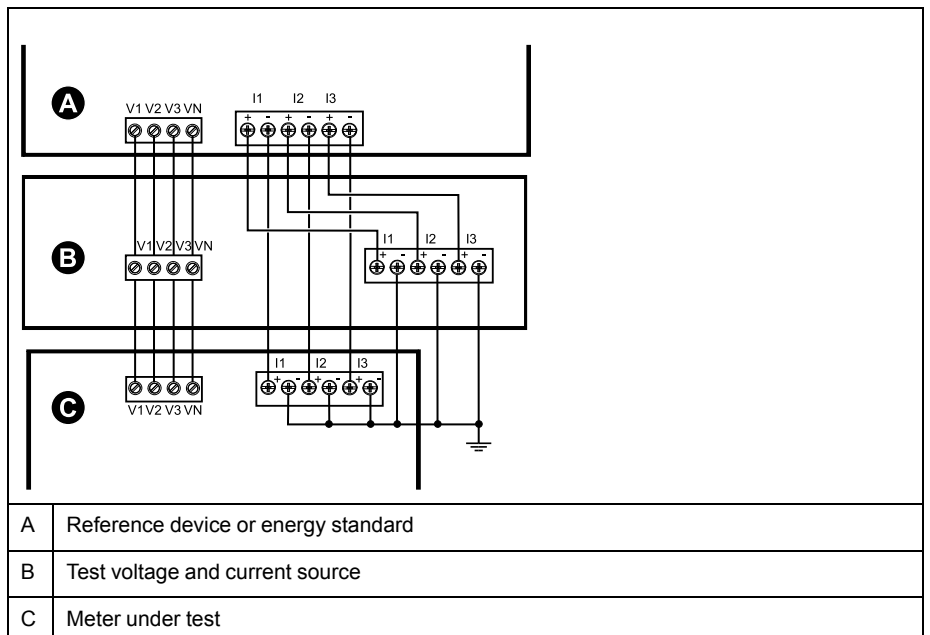 I1 I2 I3
A
V1 V2 V3 VN
+ - + - + -
V1 V2 V3 VN
I1 I2 I3
B
+ - + - + -
I1 I2 I3
+ - + - + -
C
V1 V2 V3 VN
A Reference device or energy standard
B Test voltage and current source
C Meter under test